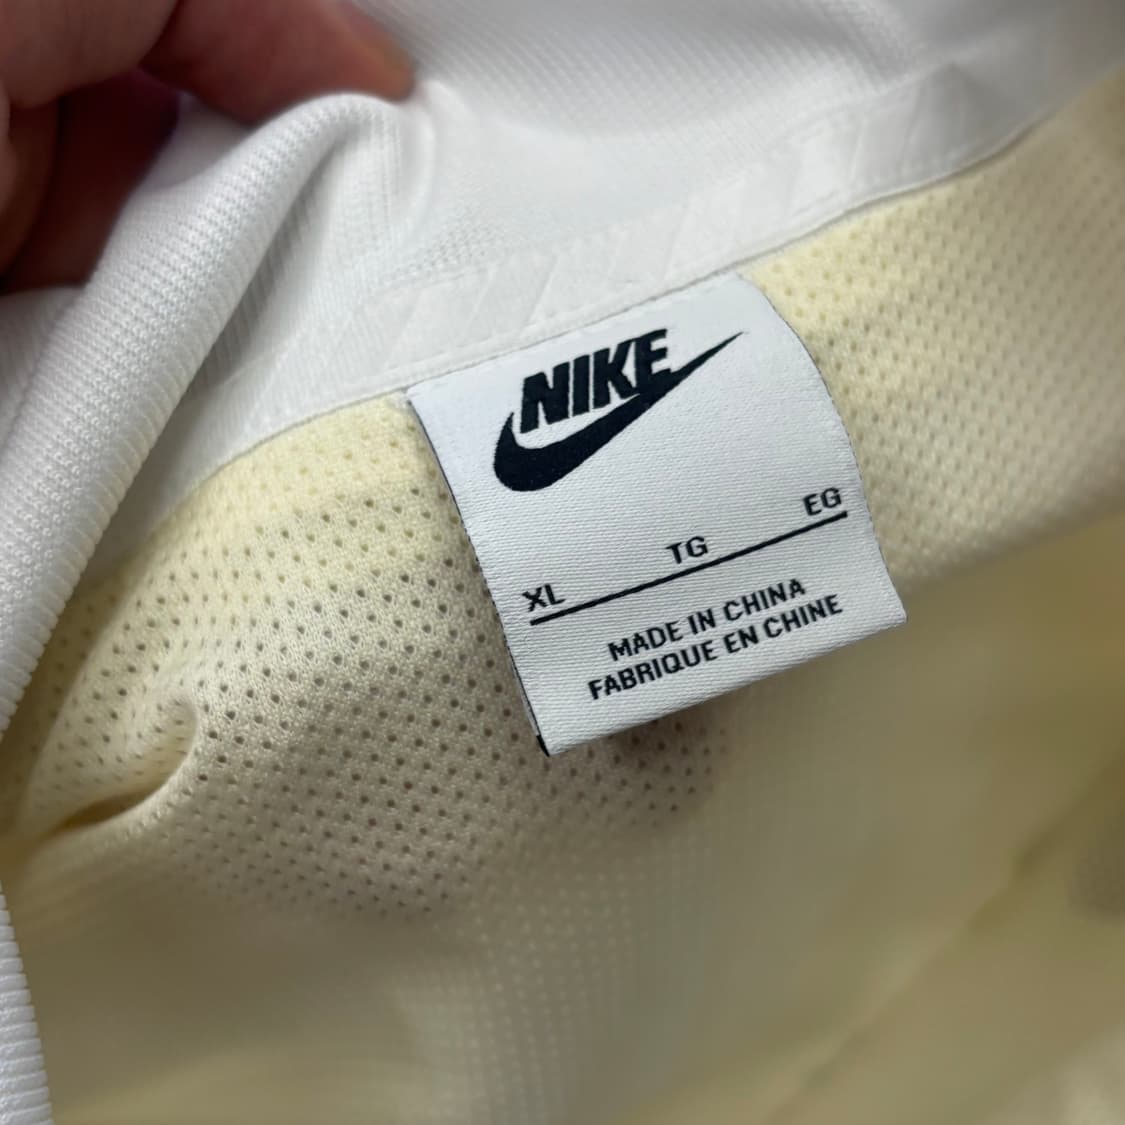 NIKE
XL TG EG
MADE IN CHINA
FABRIQUE EN CHINE